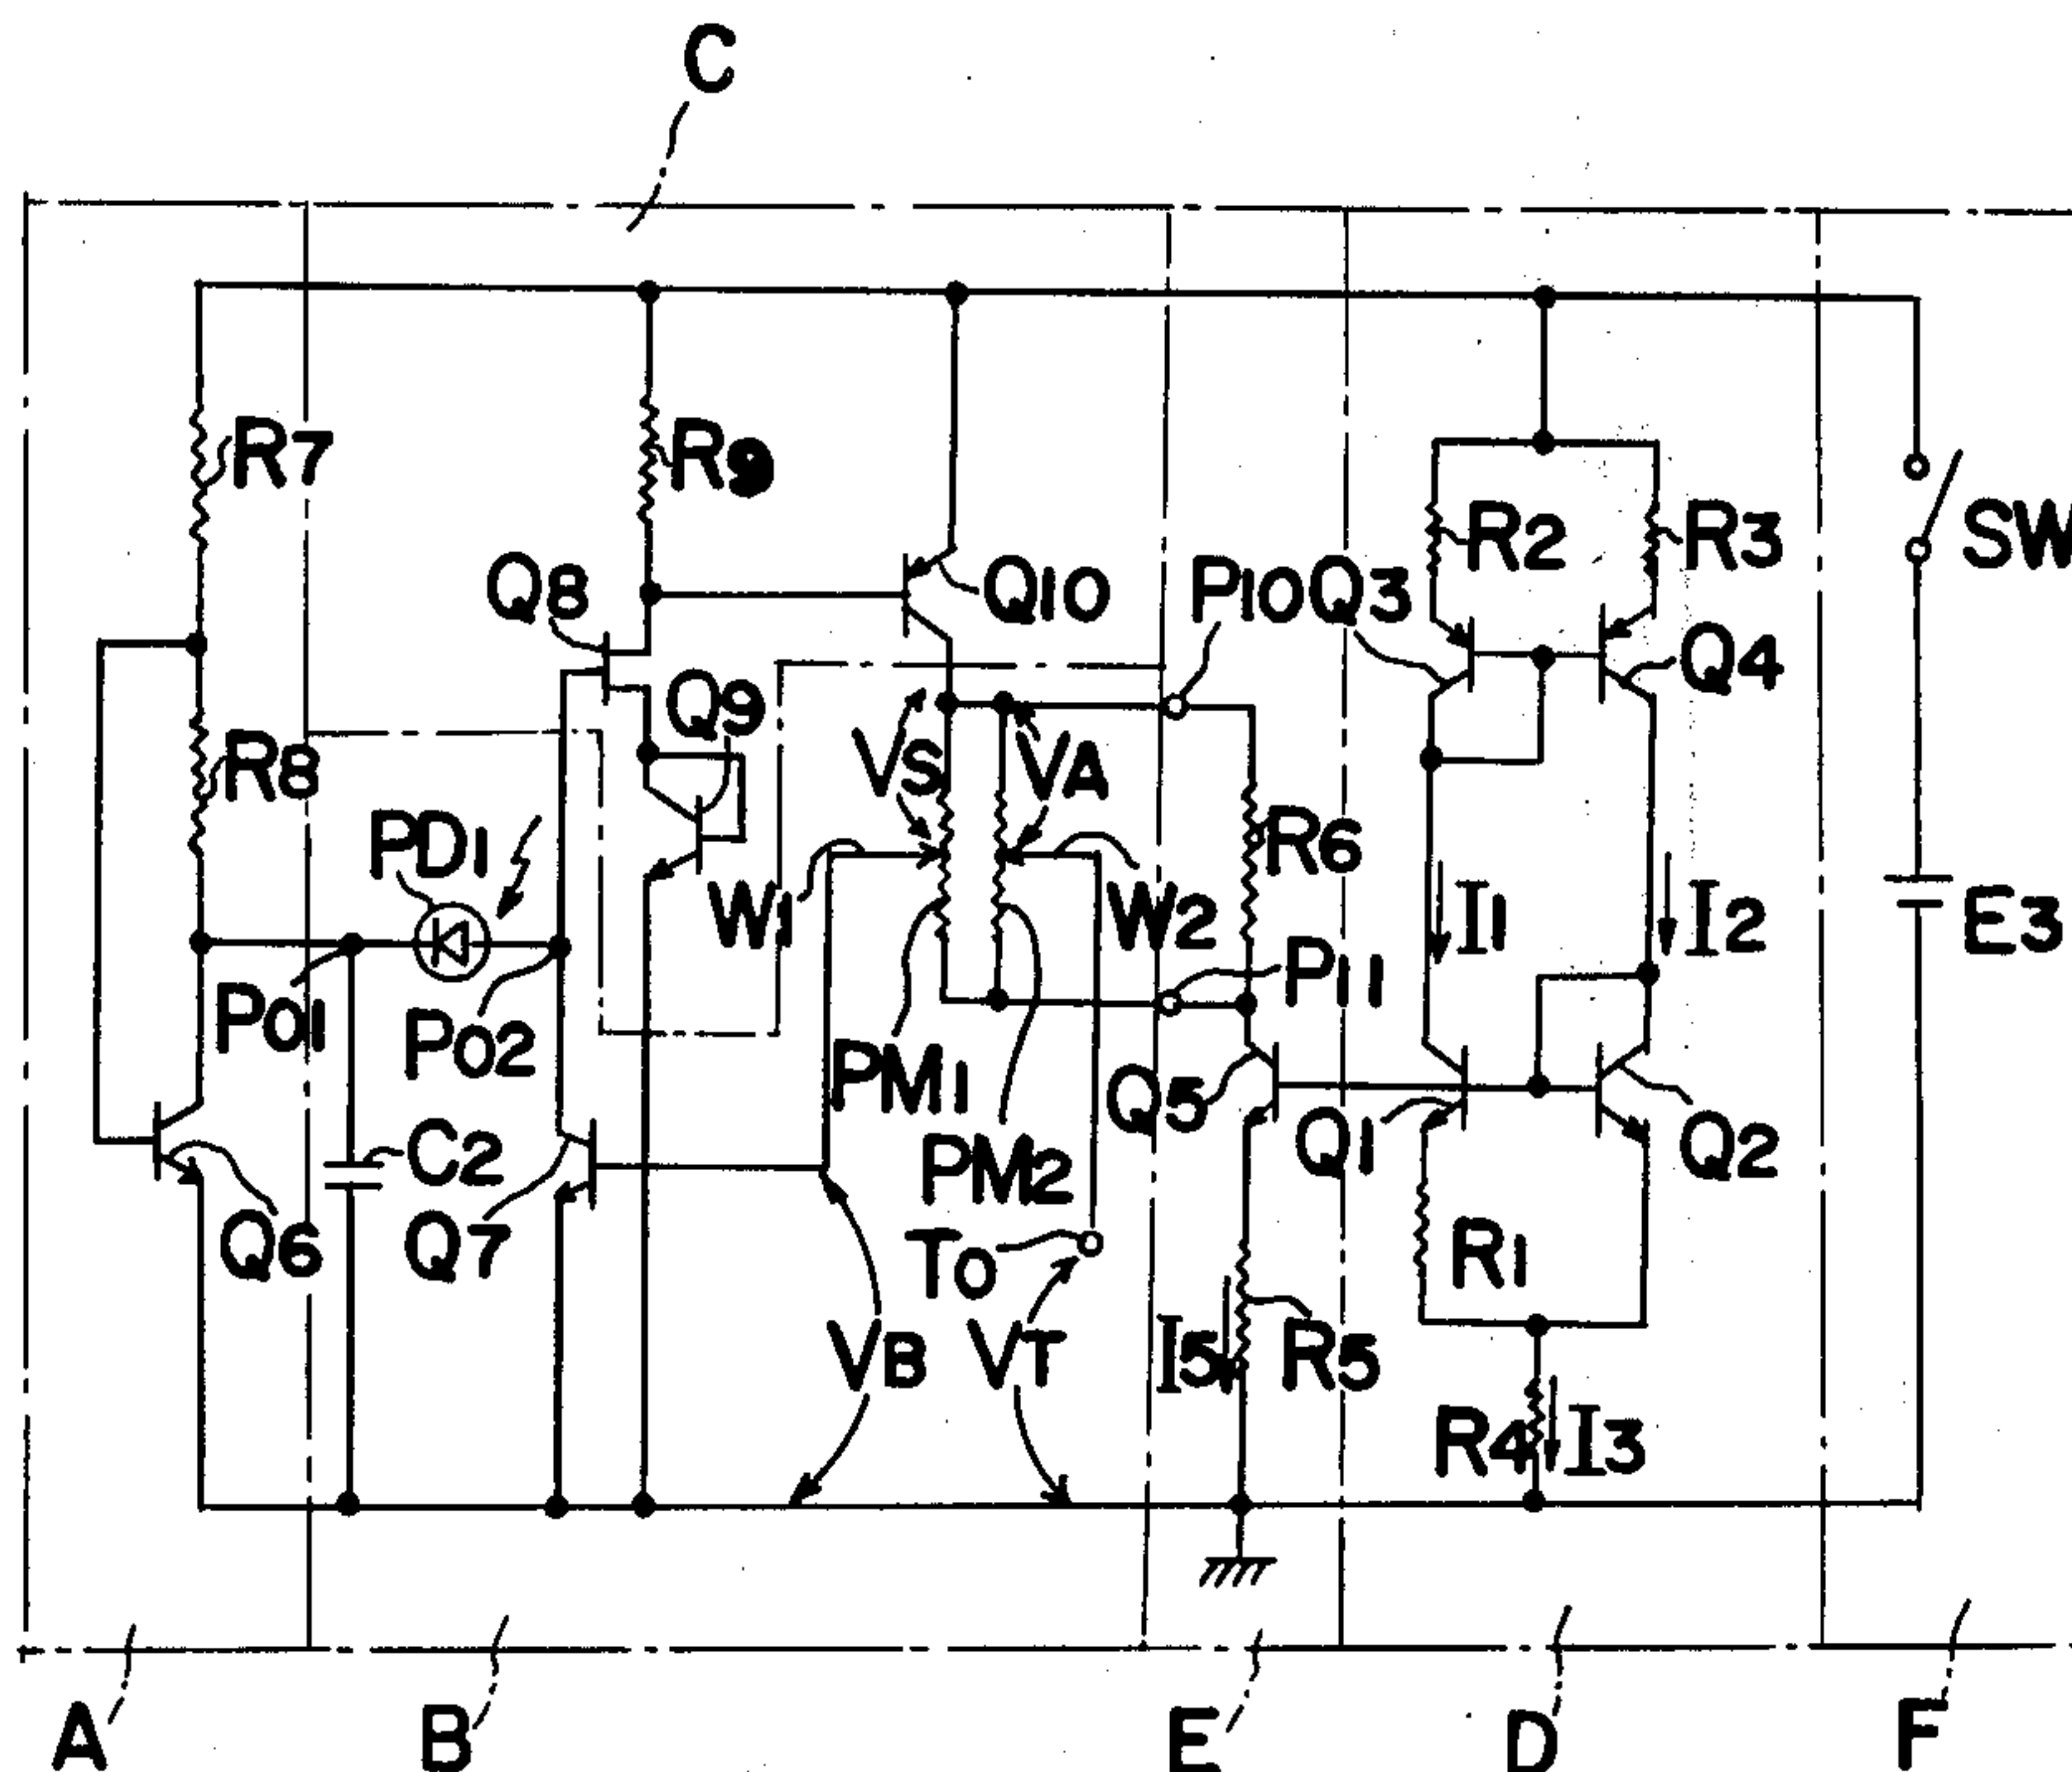 C
R7
R9
R2
R3
SW
Q8
Q10
P10
Q3
Q4
Q9
R8
VS
VA
PD1
R6
W1
W2
I1
I2
E3
P01
P02
P11
PM1
Q5
Q1
Q2
C2
PM2
Q6
Q7
T0
R1
VB
VT
I5
R5
R4
I3
A
B
E
D
F